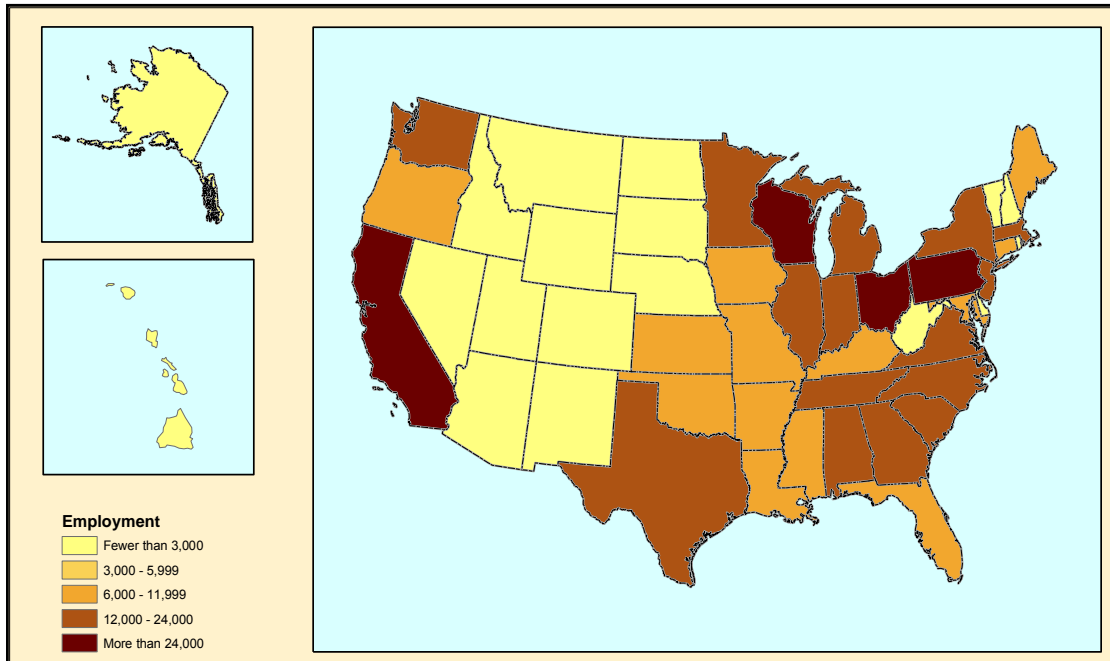 Employment
Fewer than 3,000
3,000 - 5,999
6,000 - 11,999
12,000 - 24,000
More than 24,000